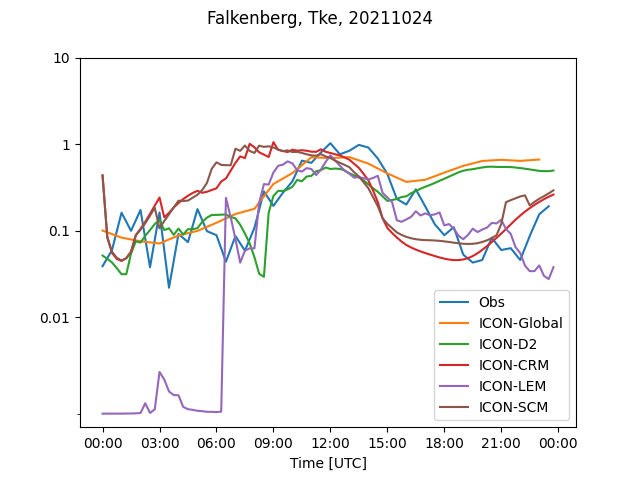 Falkenberg, Tke, 20211024
10
1
0.1
0.01
Obs
ICON-Global
ICON-D2
ICON-CRM
ICON-LEM
ICON-SCM
00:00 03:00 06:00 09:00 12:00 15:00 18:00 21:00 00:00
Time [UTC]